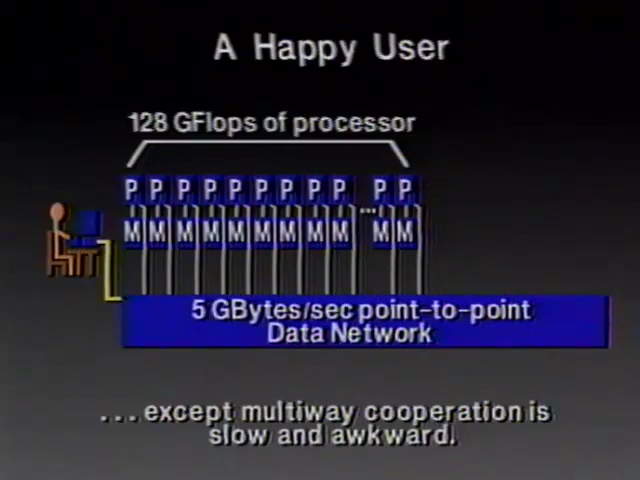 A Happy User
128 GFlops of processor
P P P P P P P P P P P
... 
M M M M M M M M M M M
5 GBytes/sec point-to-point
Data Network
...except multiway cooperation is
slow and awkward.